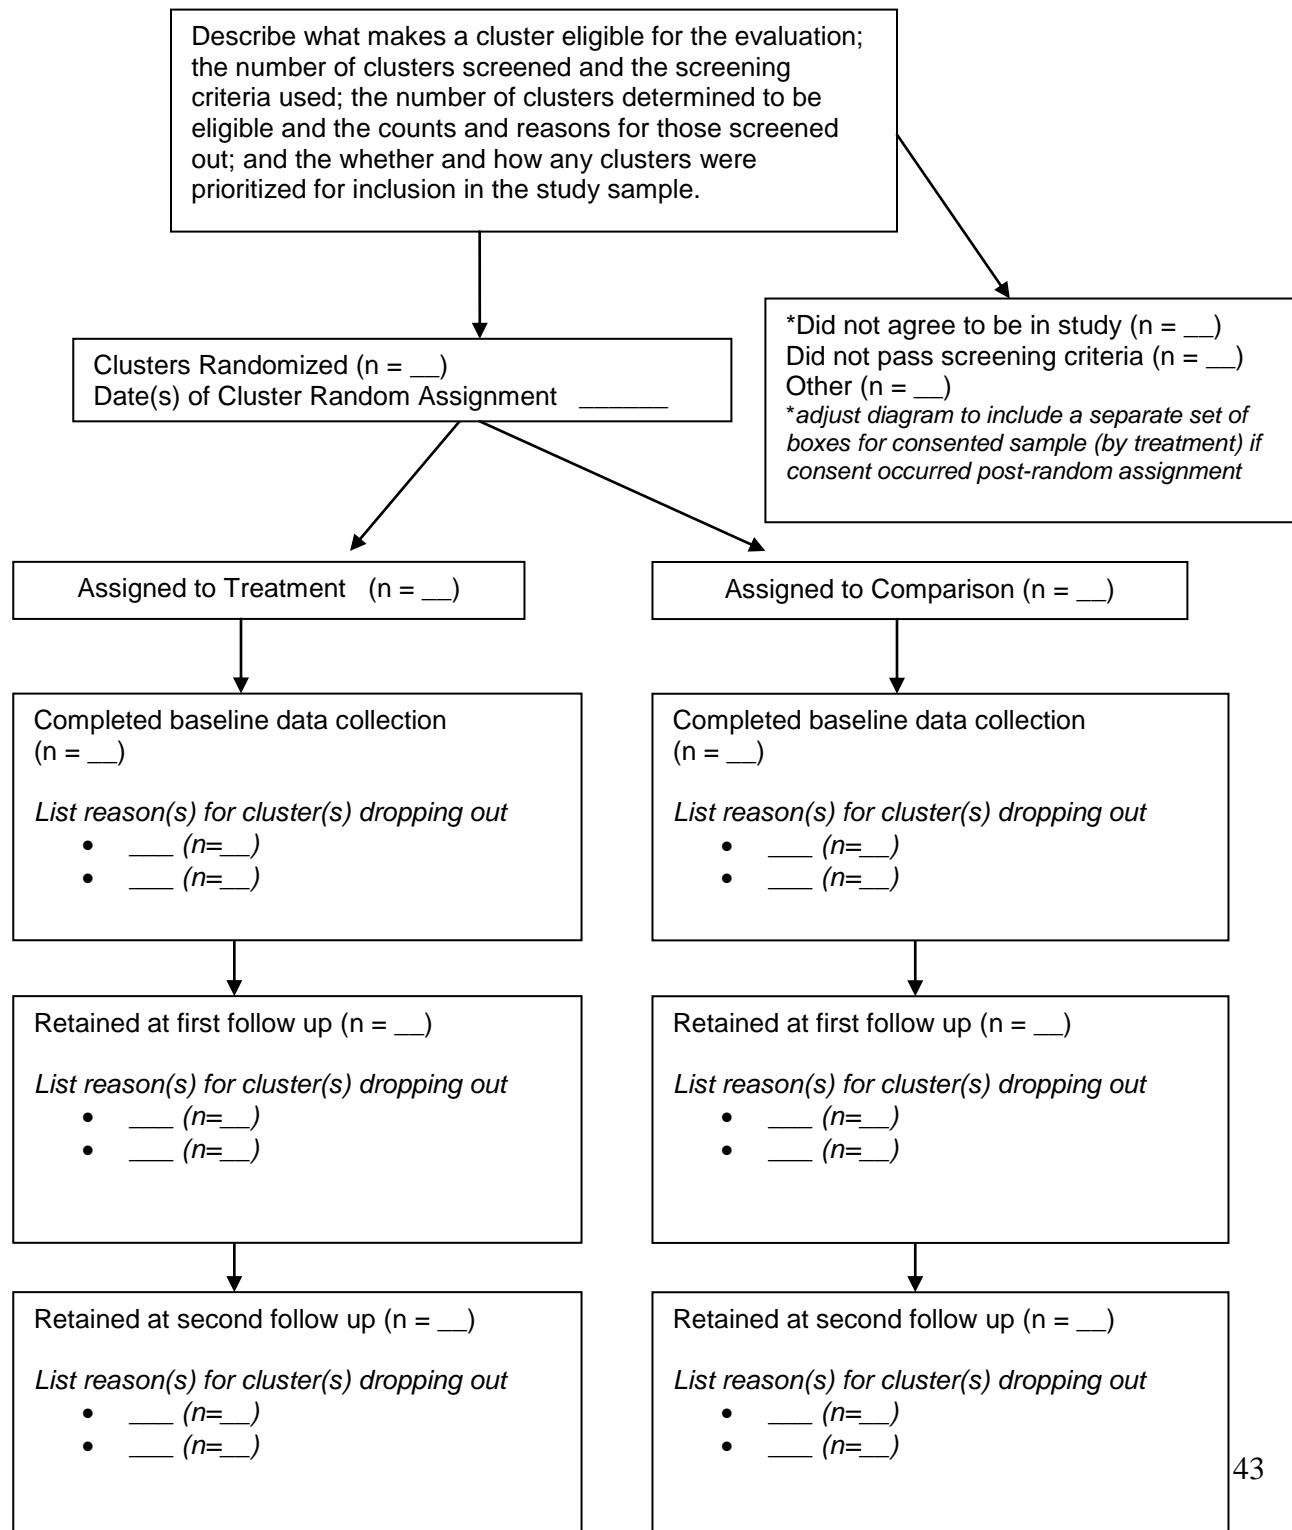 Describe what makes a cluster eligible for the evaluation;
the number of clusters screened and the screening
criteria used; the number of clusters determined to be
eligible and the counts and reasons for those screened
out; and the whether and how any clusters were
prioritized for inclusion in the study sample.
*Did not agree to be in study (n = __)
Did not pass screening criteria (n = __)
Other (n = __)
*adjust diagram to include a separate set of
boxes for consented sample (by treatment) if
consent occurred post-random assignment
Clusters Randomized (n = __)
Date(s) of Cluster Random Assignment ______
Assigned to Treatment (n = __)
Assigned to Comparison (n = __)
Completed baseline data collection
(n = __)
List reason(s) for cluster(s) dropping out
• ___ (n=__)
• ___ (n=__)
Completed baseline data collection
(n = __)
List reason(s) for cluster(s) dropping out
• ___ (n=__)
• ___ (n=__)
Retained at first follow up (n = __)
List reason(s) for cluster(s) dropping out
• ___ (n=__)
• ___ (n=__)
Retained at first follow up (n = __)
List reason(s) for cluster(s) dropping out
• ___ (n=__)
• ___ (n=__)
Retained at second follow up (n = __)
List reason(s) for cluster(s) dropping out
• ___ (n=__)
• ___ (n=__)
Retained at second follow up (n = __)
List reason(s) for cluster(s) dropping out
• ___ (n=__)
• ___ (n=__)
43